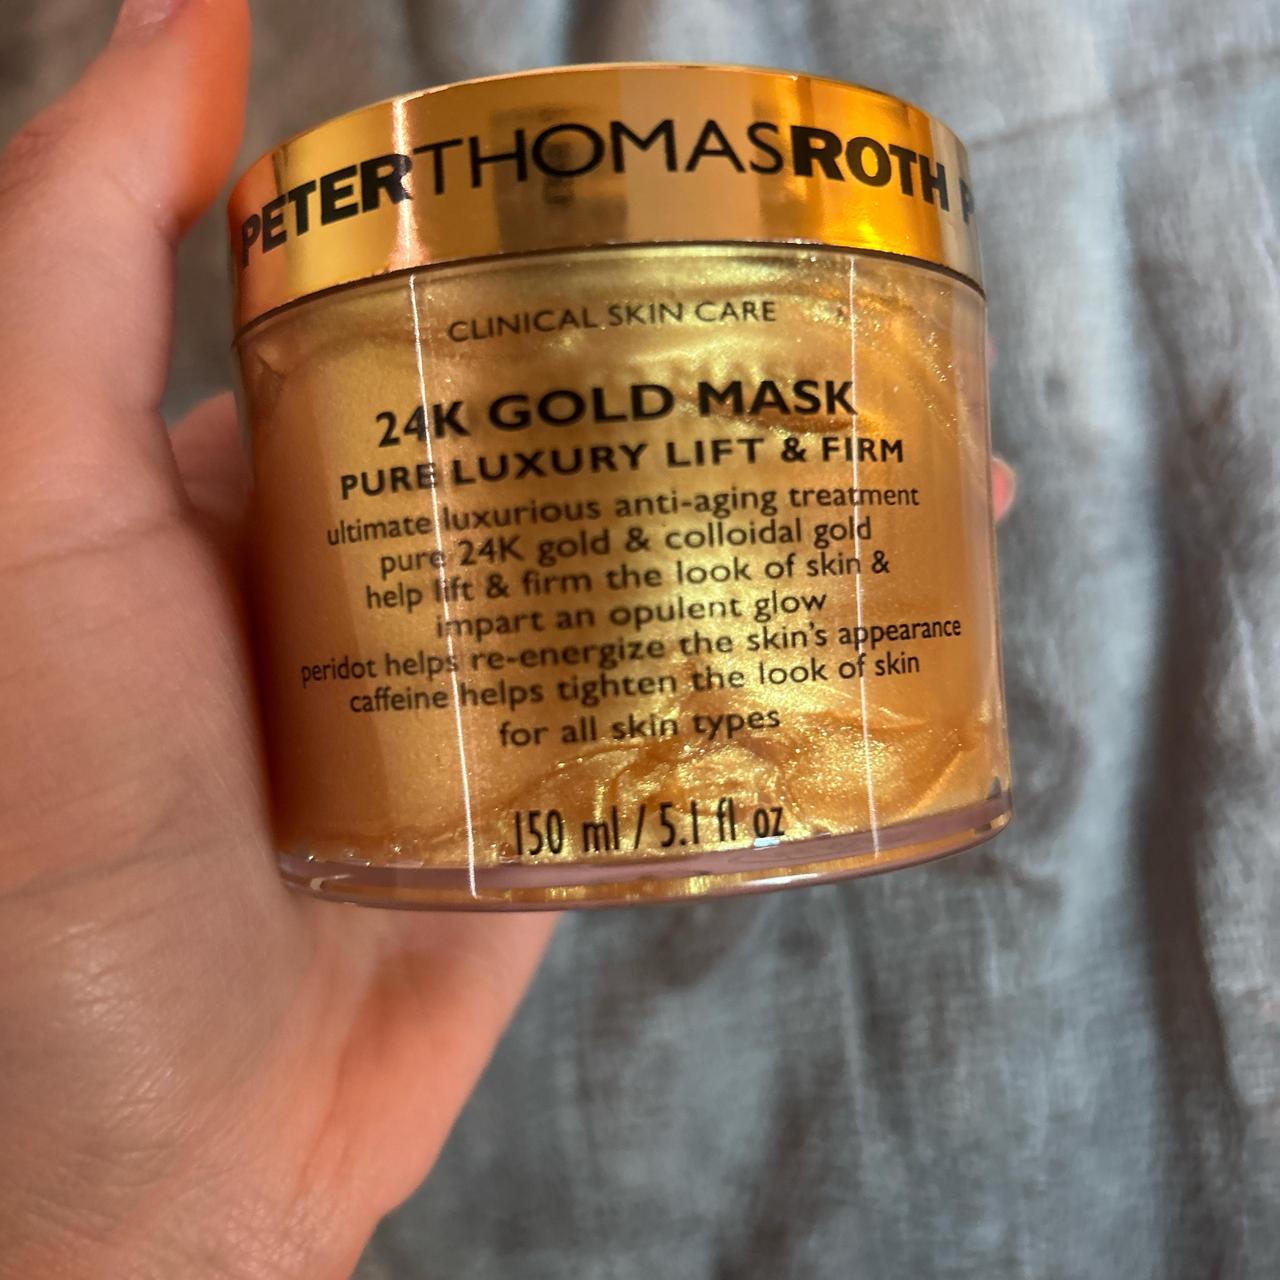 PETERTHOMASROTH P
CLINICAL SKIN CARE
24K GOLD MASK
PURE LUXURY LIFT & FIRM
ultimate luxurious anti-aging treatment
pure 24K gold & colloidal gold
help lift & firm the look of skin &
impart an opulent glow
peridot helps re-energize the skin's appearance
caffeine helps tighten the look of skin
for all skin types
150 ml / 5.1 fl oz